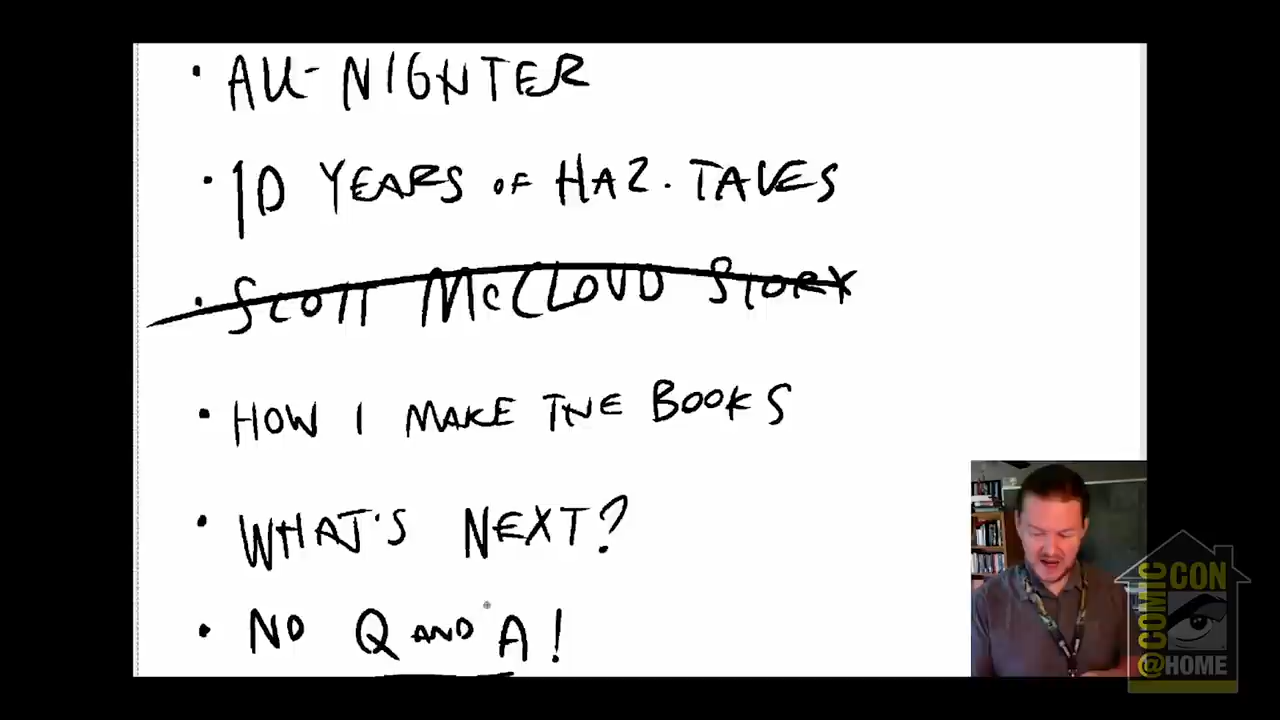 • ALL-NIGHTER
• 10 YEARS OF HAZ. TALES
• SCOTT McCLOUD STORY
• HOW I MAKE THE BOOKS
• WHAT'S NEXT?
• NO Q AND A!
COMIC CON
@HOME